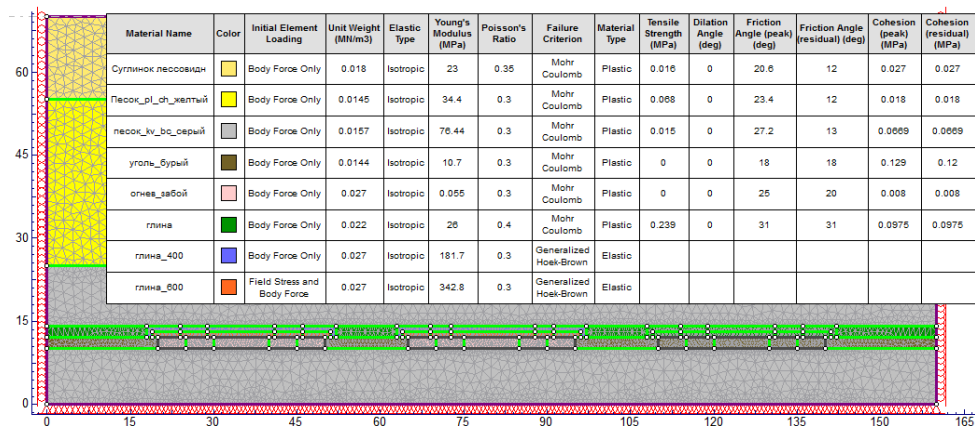 Material Name Color Initial Element Loading Unit Weight (MN/m3) Elastic Type Young's Modulus (MPa) Poisson's Ratio Failure Criterion Material Type Tensile Strength (MPa) Dilation Angle (deg) Friction Angle (peak) (deg) Friction Angle (residual) (deg) Cohesion (peak) (MPa) Cohesion (residual) (MPa)
Суглинок лессовидн Body Force Only 0.018 Isotropic 23 0.35 Mohr Coulomb Plastic 0.016 0 20.6 12 0.027 0.027
Песок_pl_ch_желтый Body Force Only 0.0145 Isotropic 34.4 0.3 Mohr Coulomb Plastic 0.068 0 23.4 12 0.018 0.018
песок_kv_bc_серый Body Force Only 0.0157 Isotropic 76.44 0.3 Mohr Coulomb Plastic 0.015 0 27.2 13 0.0669 0.0669
уголь_бурый Body Force Only 0.0144 Isotropic 10.7 0.3 Mohr Coulomb Plastic 0 0 18 18 0.129 0.12
огнев_забой Body Force Only 0.027 Isotropic 0.055 0.3 Mohr Coulomb Plastic 0 0 25 20 0.008 0.008
глина Body Force Only 0.022 Isotropic 26 0.4 Mohr Coulomb Plastic 0.239 0 31 31 0.0975 0.0975
глина_400 Body Force Only 0.027 Isotropic 181.7 0.3 Generalized Hoek-Brown Elastic
глина_600 Field Stress and Body Force 0.027 Isotropic 342.8 0.3 Generalized Hoek-Brown Elastic
60
45
30
15
0
0 15 30 45 60 75 90 105 120 135 150 165